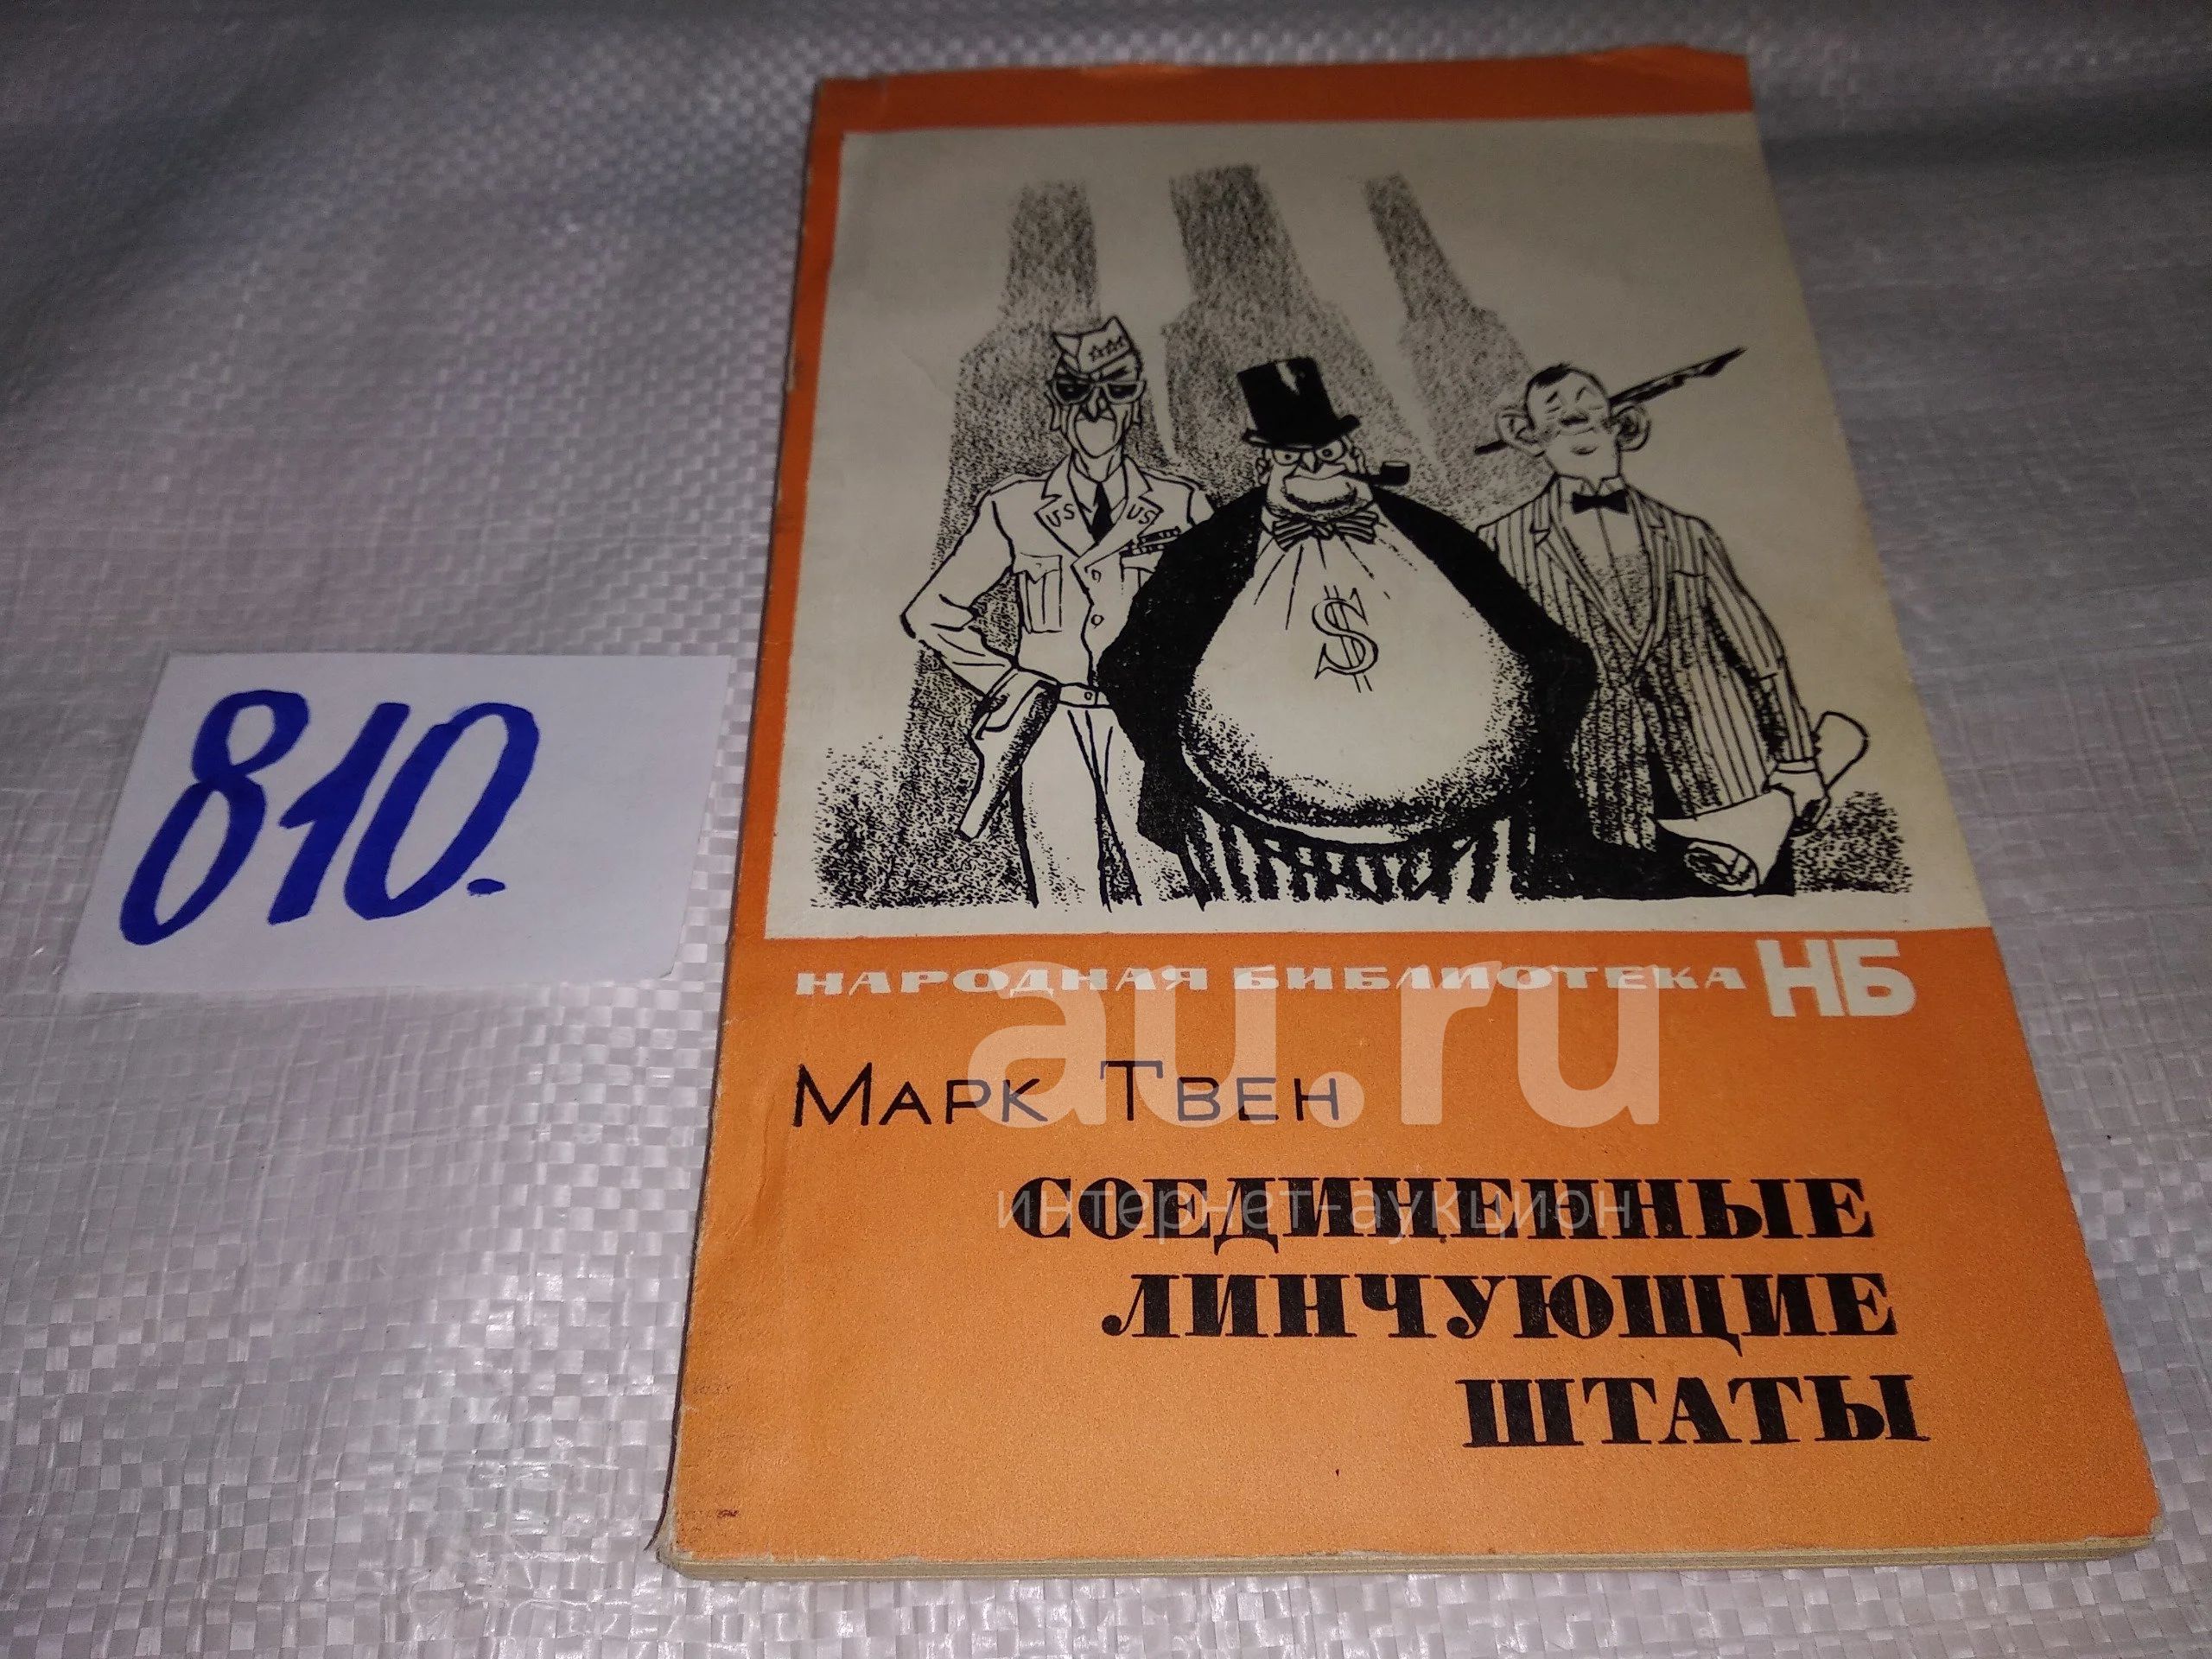 810.
US US
$
НАРОДНАЯ БИБЛИОТЕКА НБ
au.ru
МАРК ТВЕН
интернет-аукцион
СОЕДИНЕННЫЕ
ЛИНЧУЮЩИЕ
ШТАТЫ